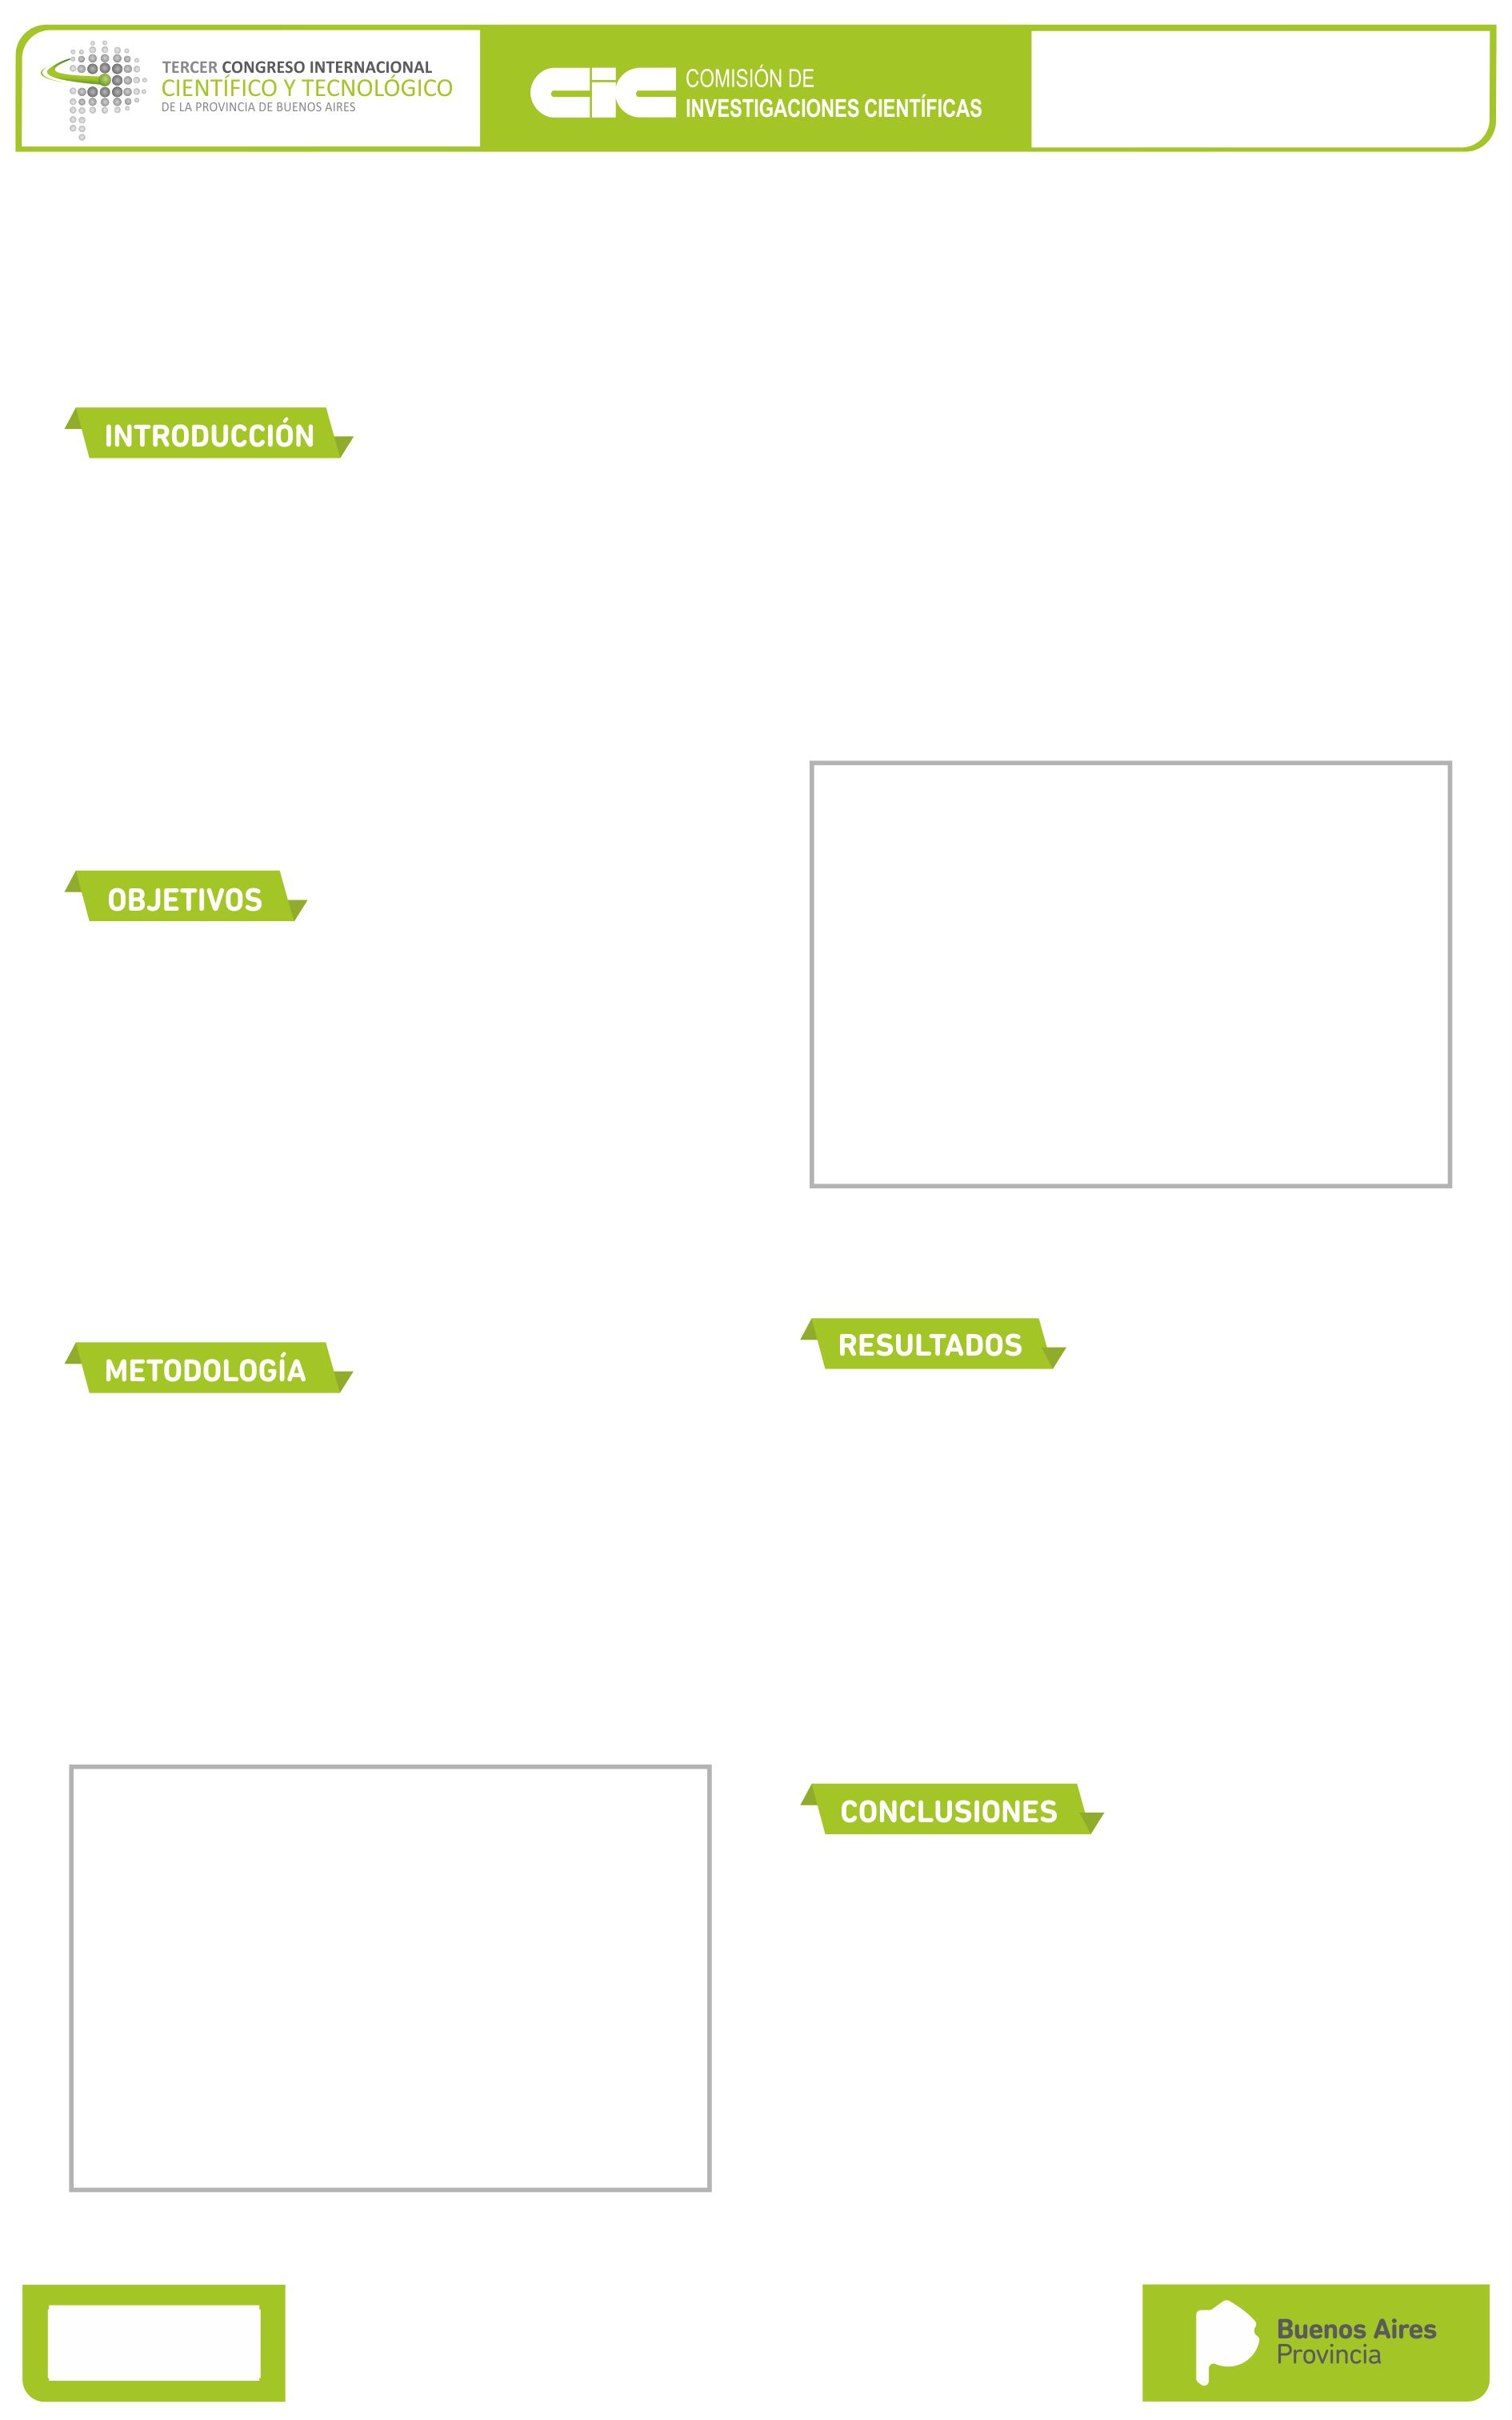 TERCER CONGRESO INTERNACIONAL
CIENTÍFICO Y TECNOLÓGICO
DE LA PROVINCIA DE BUENOS AIRES
cic
COMISIÓN DE
INVESTIGACIONES CIENTÍFICAS
INTRODUCCIÓN
OBJETIVOS
METODOLOGÍA
RESULTADOS
CONCLUSIONES
Buenos Aires
Provincia